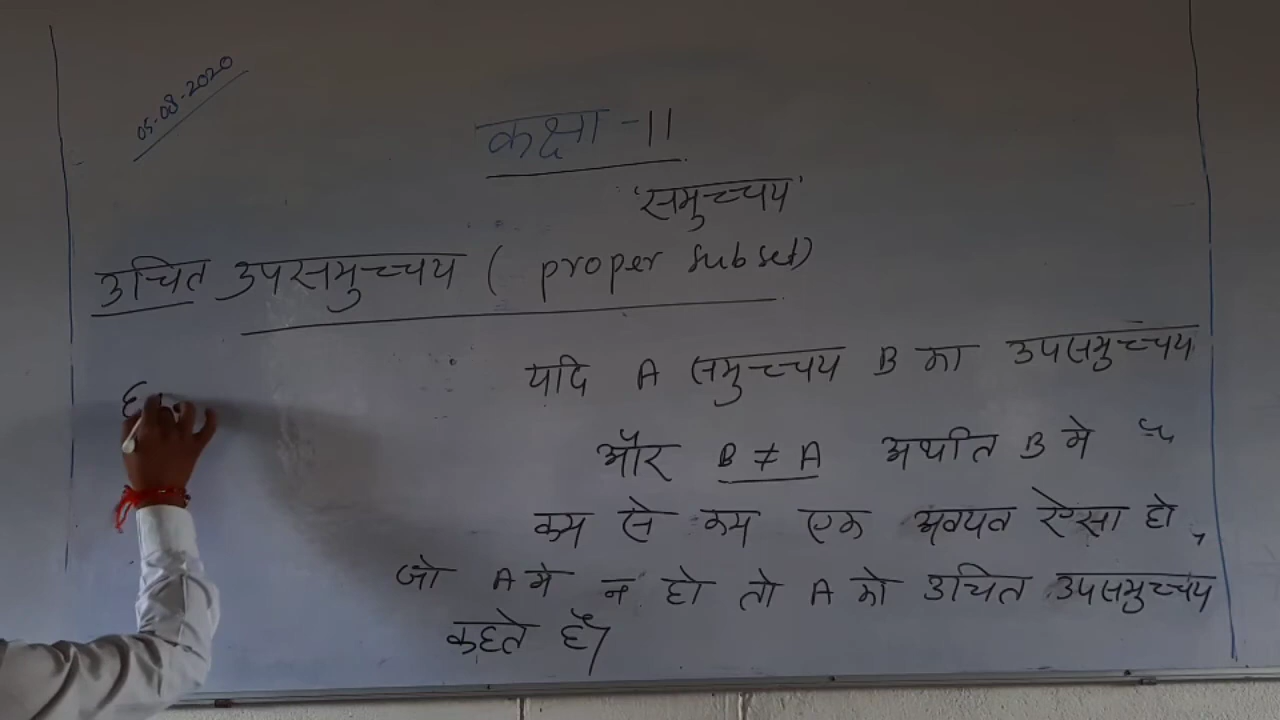 05-08-2020
कक्षा -11
'समुच्चय'
उचित उपसमुच्चय ( proper subset)
यदि A समुच्चय B का उपसमुच्चय
और B ≠ A अर्थात B मे
कम से कम एक अवयव ऐसा हो,
जो A मे न हो तो A को उचित उपसमुच्चय
कहते है